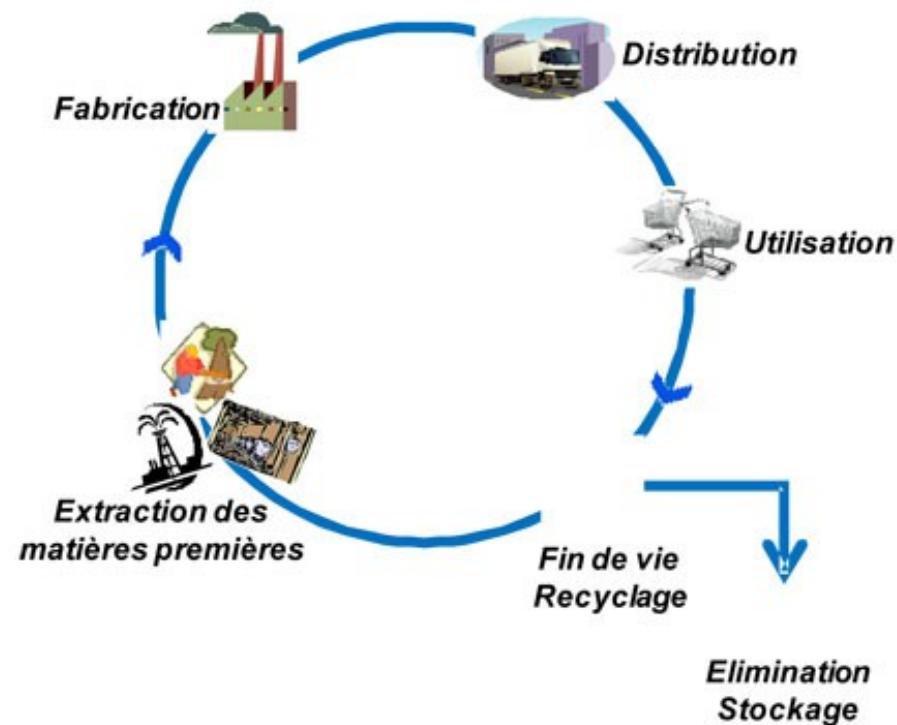 Distribution
Fabrication
Utilisation
Extraction des
matières premières
Fin de vie
Recyclage
Elimination
Stockage